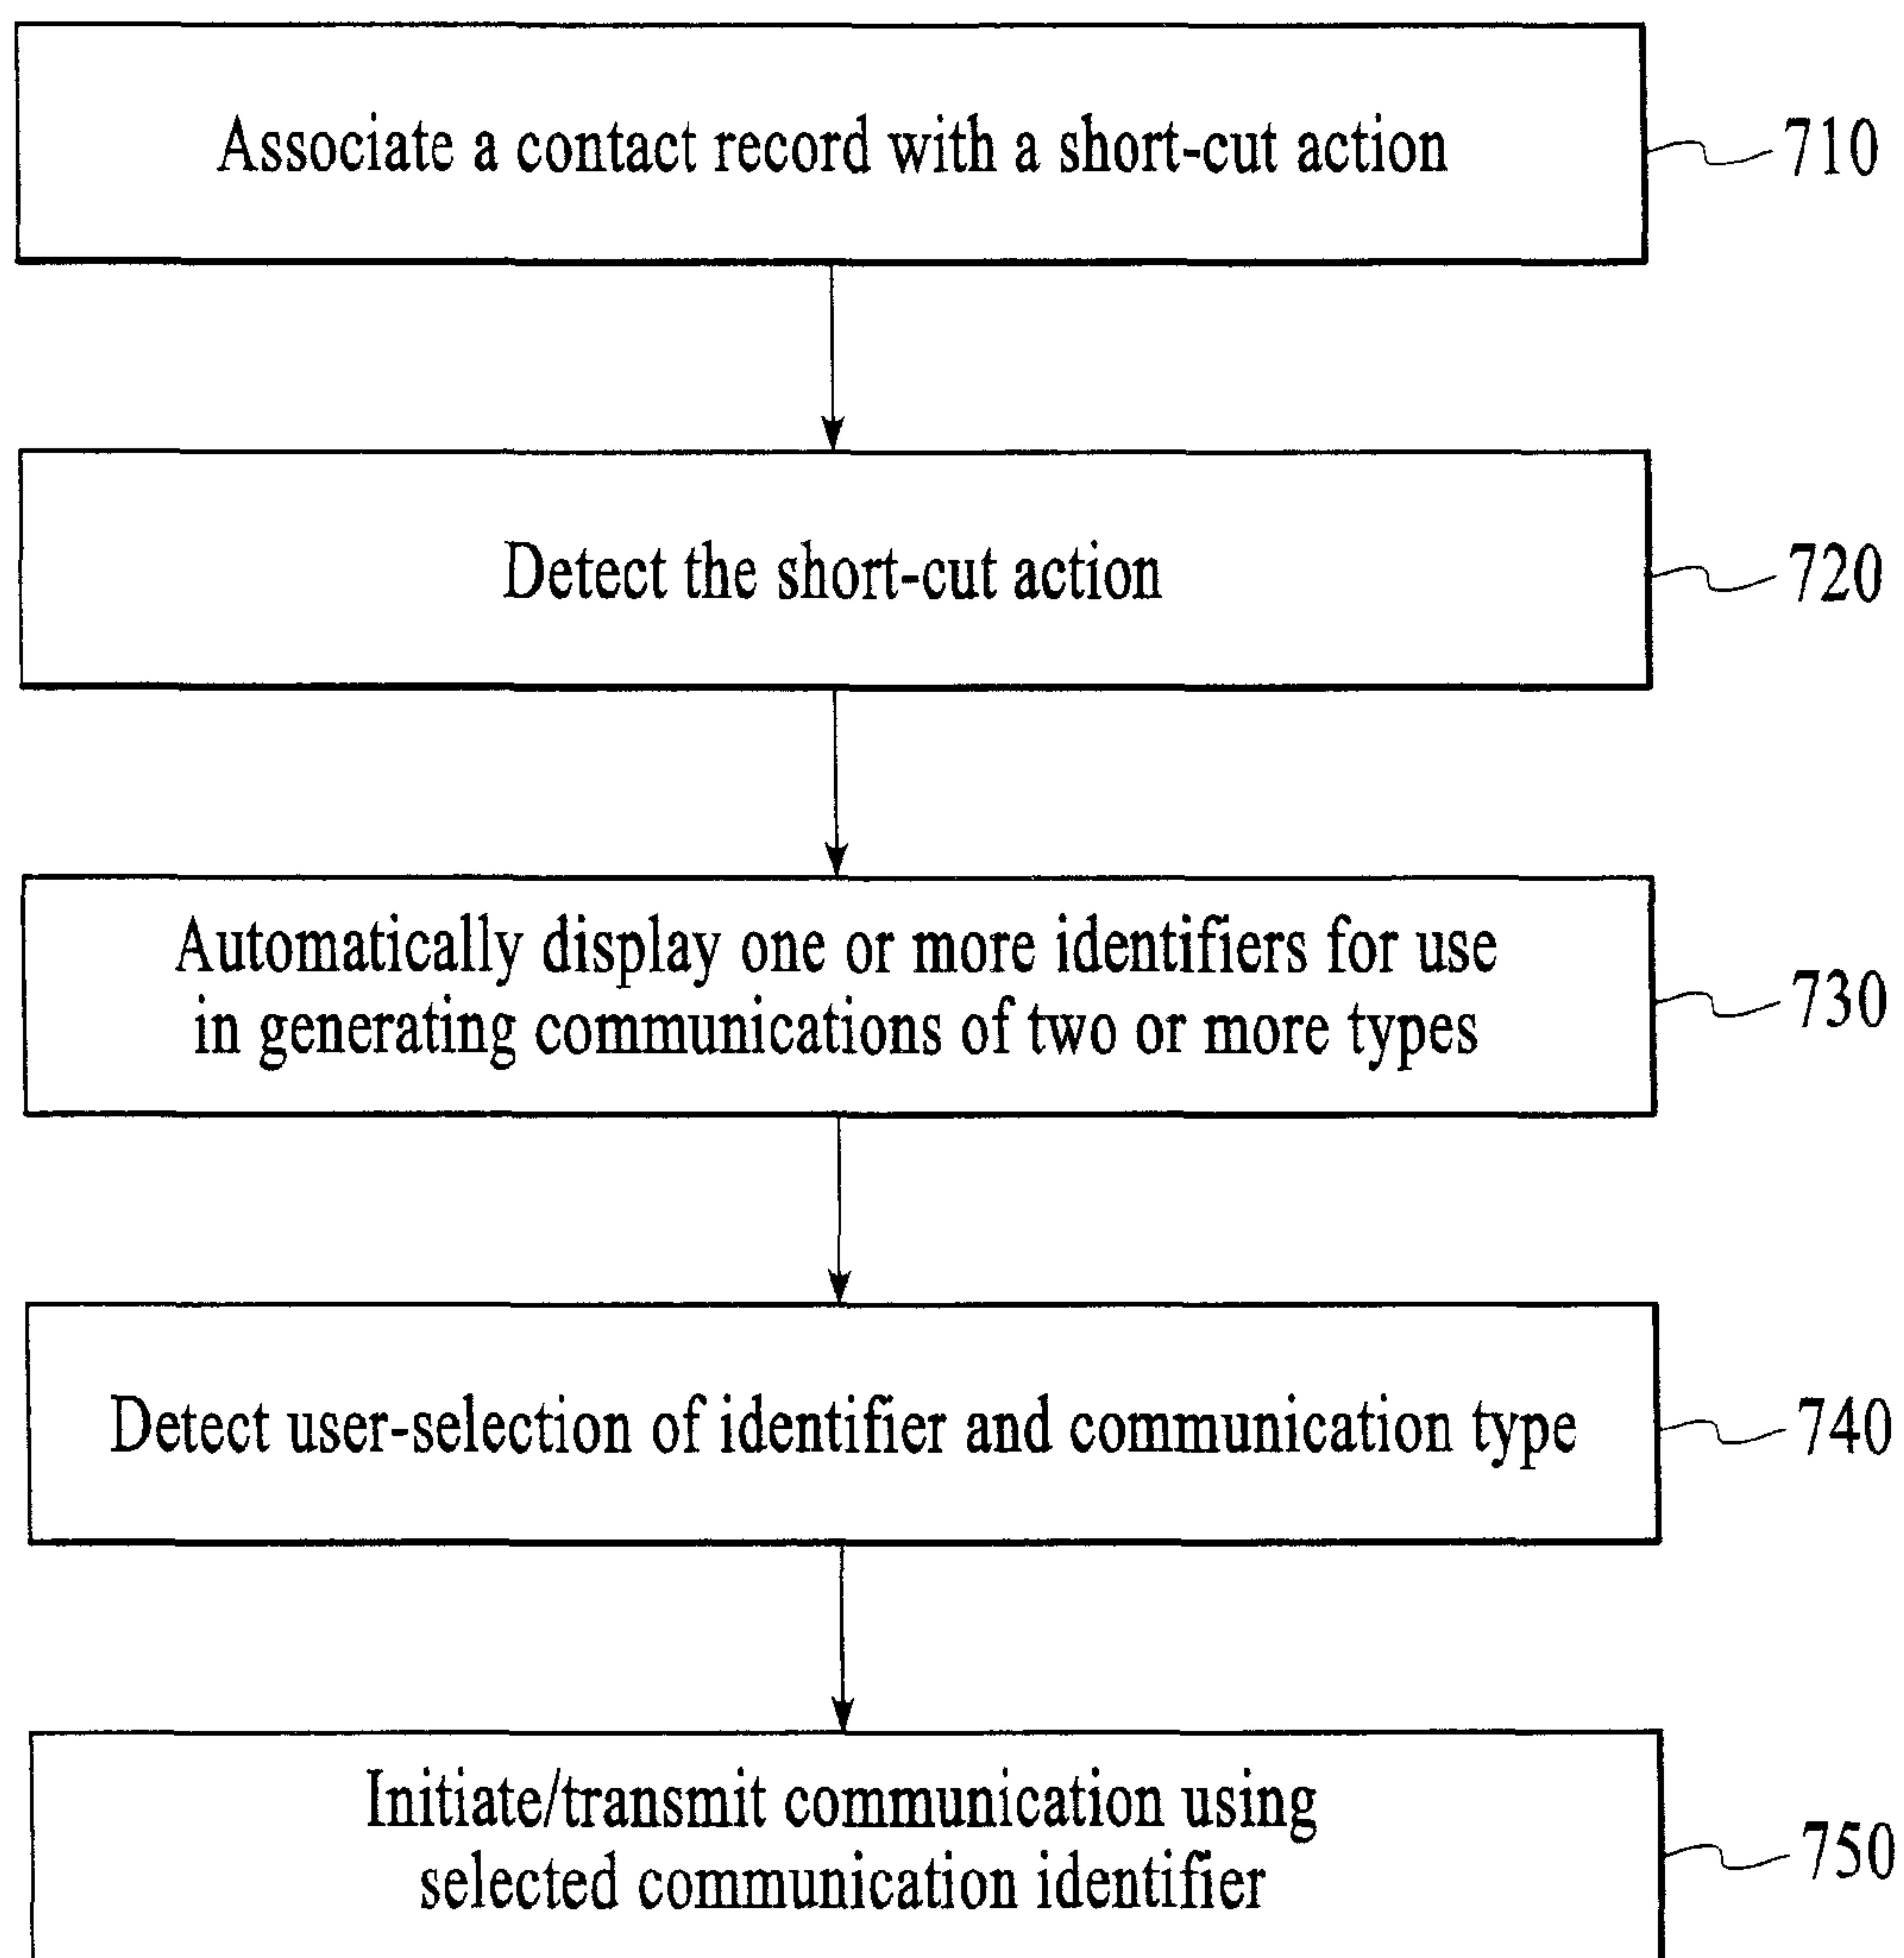 Associate a contact record with a short-cut action
710
Detect the short-cut action
720
Automatically display one or more identifiers for use
in generating communications of two or more types
730
Detect user-selection of identifier and communication type
740
Initiate/transmit communication using
selected communication identifier
750